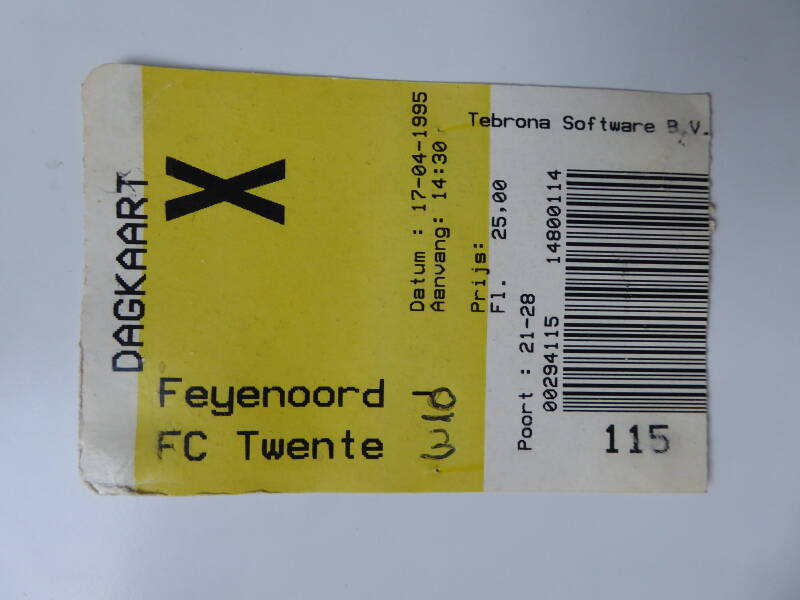 DAGKAART
X
Feyenoord
FC Twente
Datum : 17-04-1995
Aanvang: 14:30
Prijs:
Fl. 25,00
Tebrona Software B.V.
Poort : 21-28
00294115 14800114
115